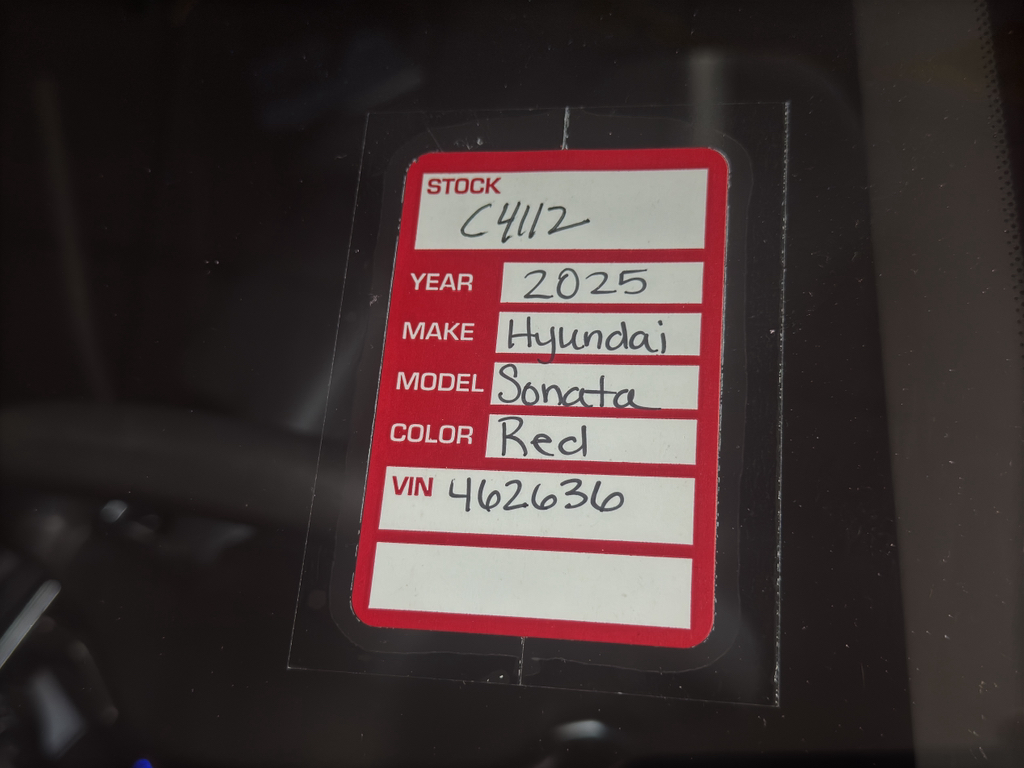 STOCK
C4112
YEAR 2025
MAKE Hyundai
MODEL Sonata
COLOR Red
VIN 462636